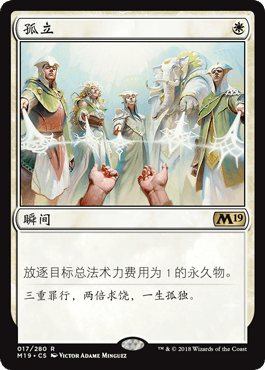 孤立
瞬间
M19
放逐目标总法术力费用为1的永久物。
三重罪行，两倍求饶，一生孤独。
017/280 R
M19 • CS VICTOR ADAME MINGUEZ
™ & © 2018 Wizards of the Coast